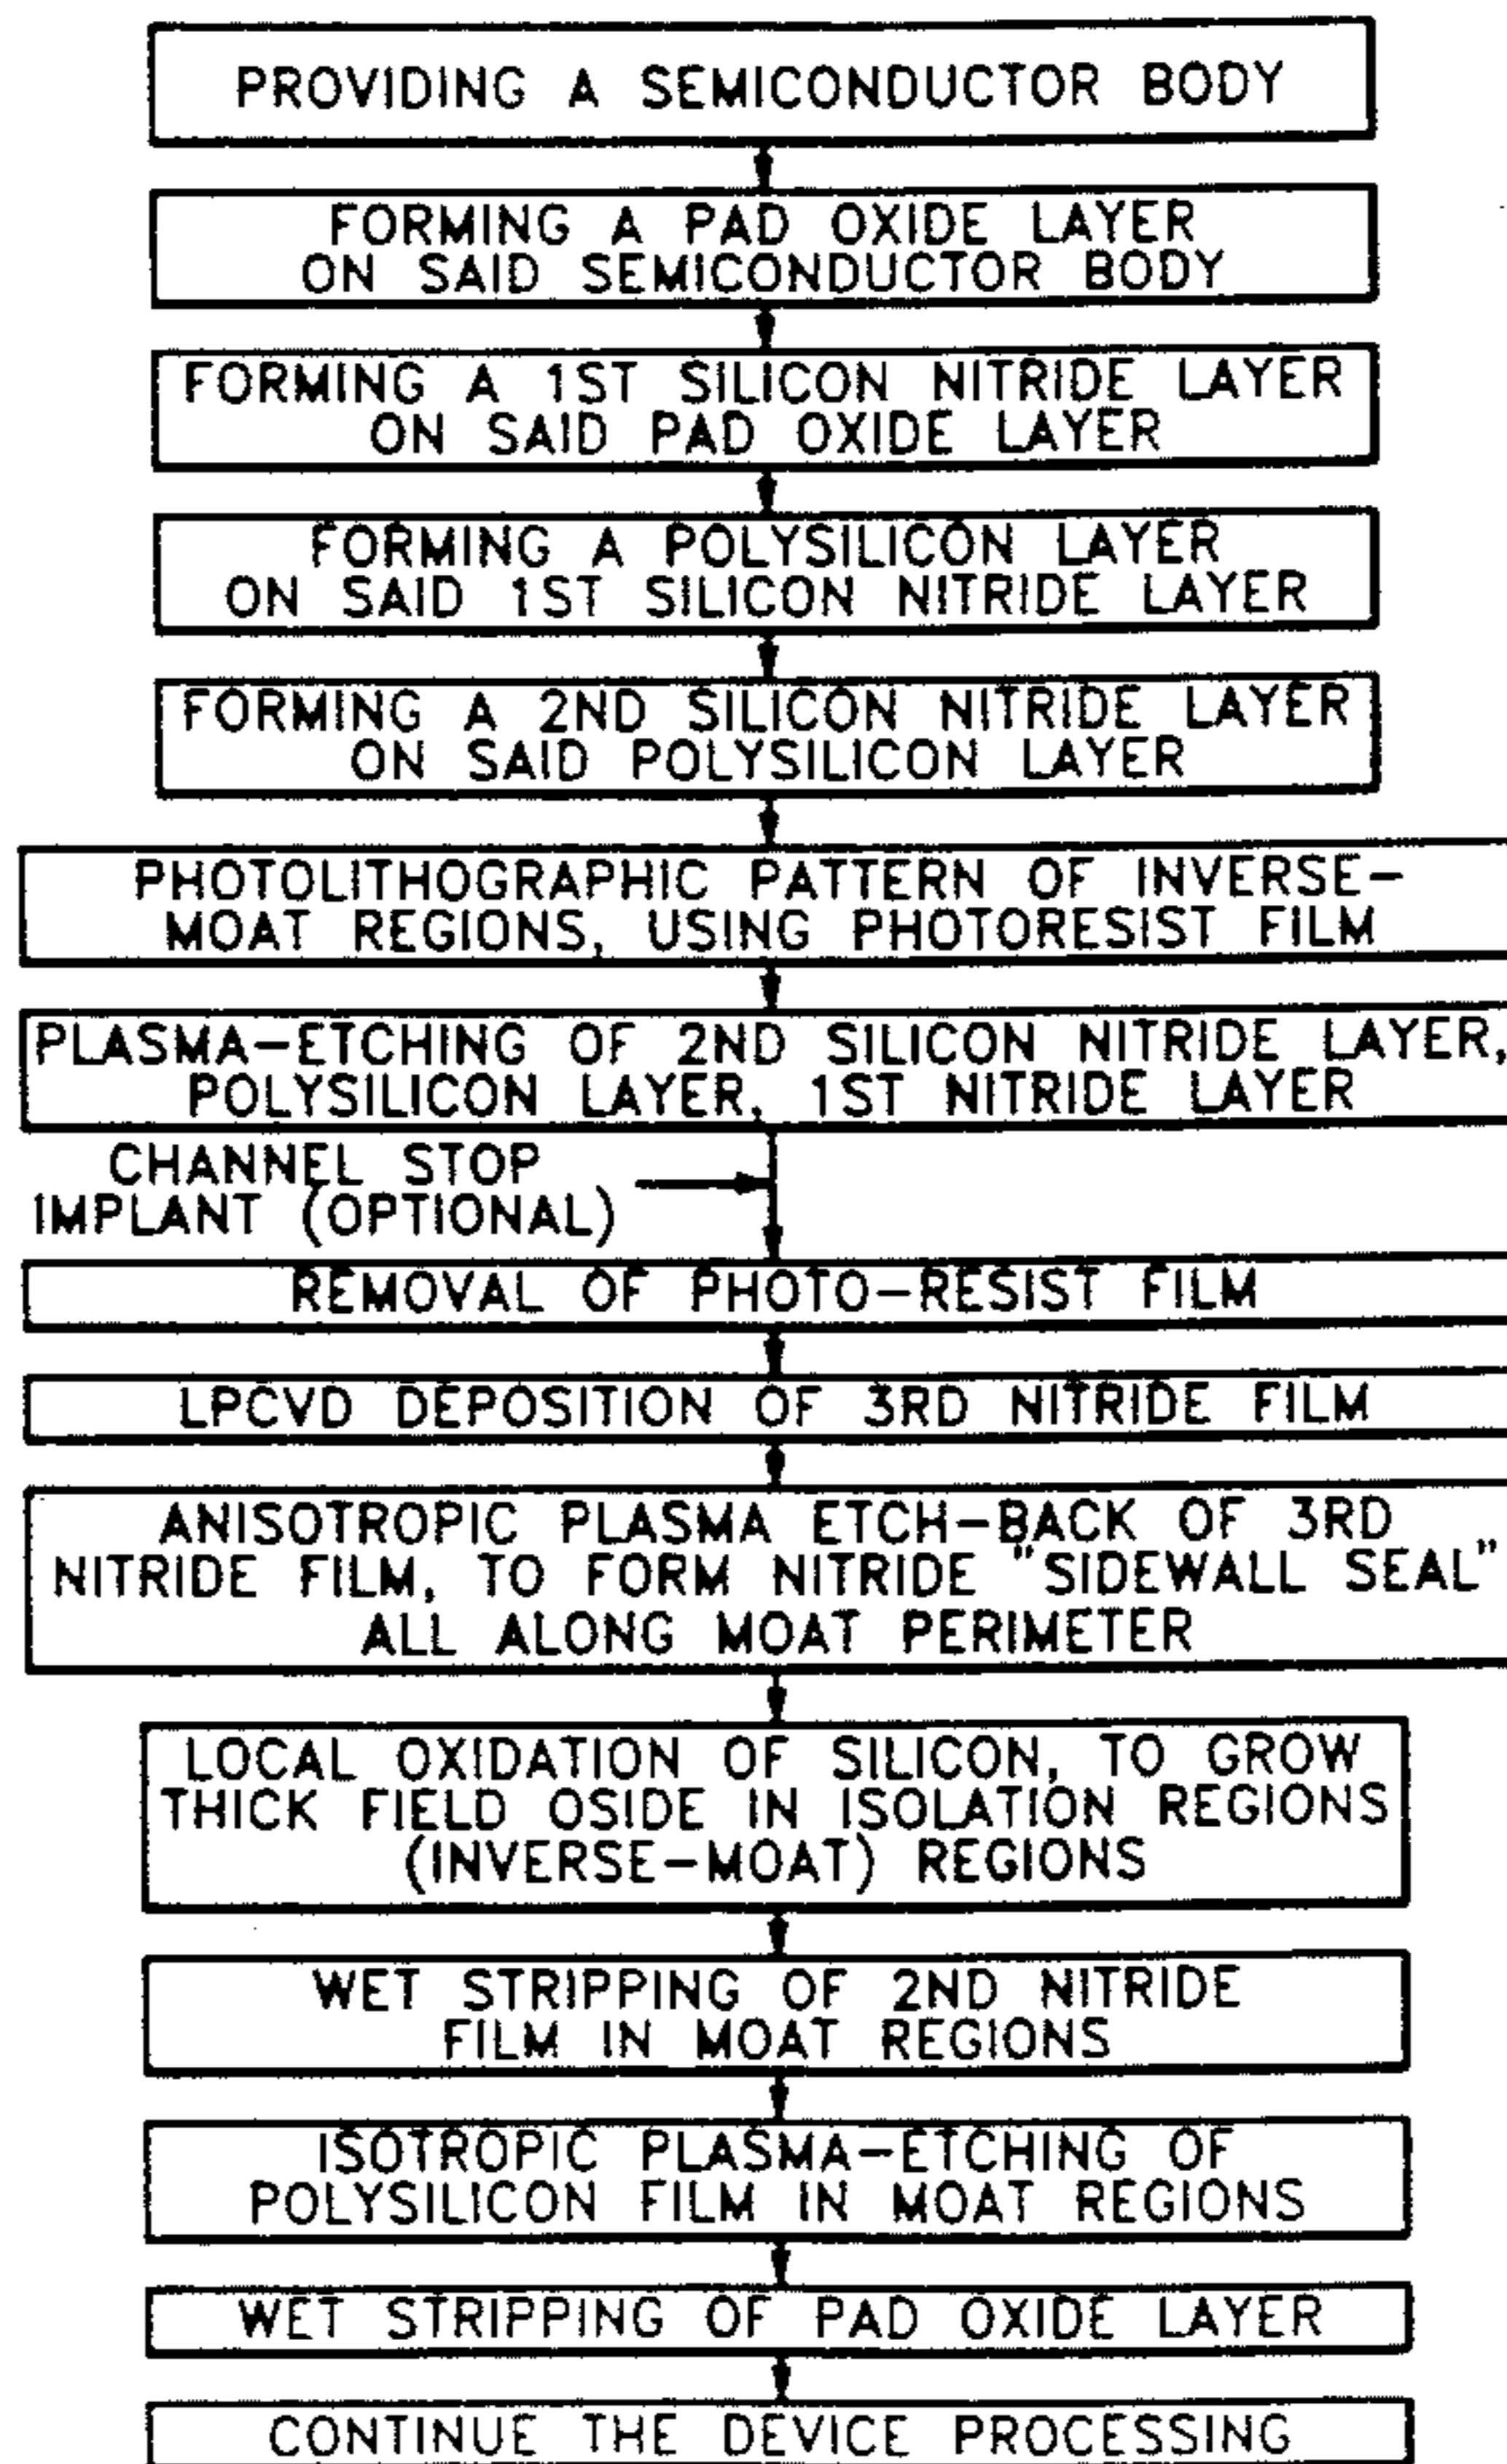 PROVIDING A SEMICONDUCTOR BODY
FORMING A PAD OXIDE LAYER
ON SAID SEMICONDUCTOR BODY
FORMING A 1ST SILICON NITRIDE LAYER
ON SAID PAD OXIDE LAYER
FORMING A POLYSILICON LAYER
ON SAID 1ST SILICON NITRIDE LAYER
FORMING A 2ND SILICON NITRIDE LAYER
ON SAID POLYSILICON LAYER
PHOTOLITHOGRAPHIC PATTERN OF INVERSE-
MOAT REGIONS, USING PHOTORESIST FILM
PLASMA-ETCHING OF 2ND SILICON NITRIDE LAYER,
POLYSILICON LAYER, 1ST NITRIDE LAYER
CHANNEL STOP
IMPLANT (OPTIONAL)
REMOVAL OF PHOTO-RESIST FILM
LPCVD DEPOSITION OF 3RD NITRIDE FILM
ANISOTROPIC PLASMA ETCH-BACK OF 3RD
NITRIDE FILM, TO FORM NITRIDE "SIDEWALL SEAL"
ALL ALONG MOAT PERIMETER
LOCAL OXIDATION OF SILICON, TO GROW
THICK FIELD OSIDE IN ISOLATION REGIONS
(INVERSE-MOAT) REGIONS
WET STRIPPING OF 2ND NITRIDE
FILM IN MOAT REGIONS
ISOTROPIC PLASMA-ETCHING OF
POLYSILICON FILM IN MOAT REGIONS
WET STRIPPING OF PAD OXIDE LAYER
CONTINUE THE DEVICE PROCESSING